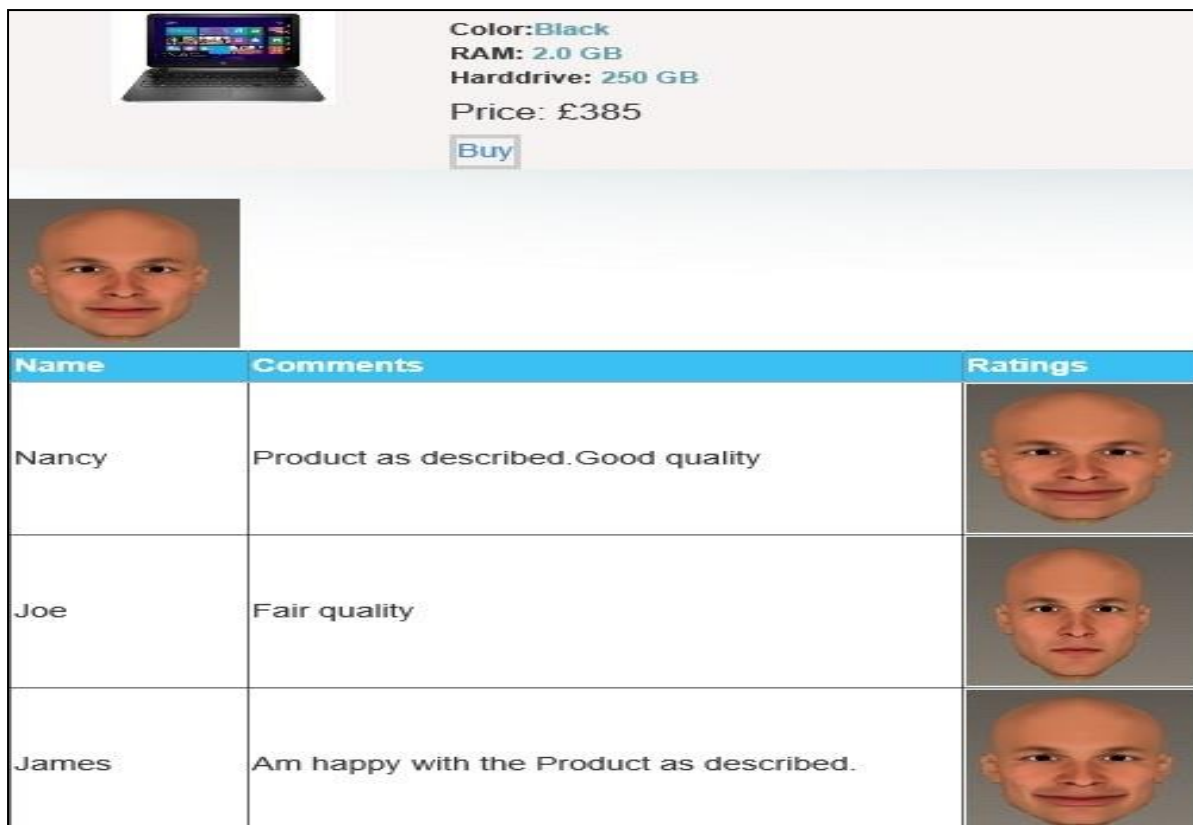 Color:Black
RAM: 2.0 GB
Harddrive: 250 GB
Price: £385
Buy
Name Comments Ratings
Nancy Product as described.Good quality
Joe Fair quality
James Am happy with the Product as described.